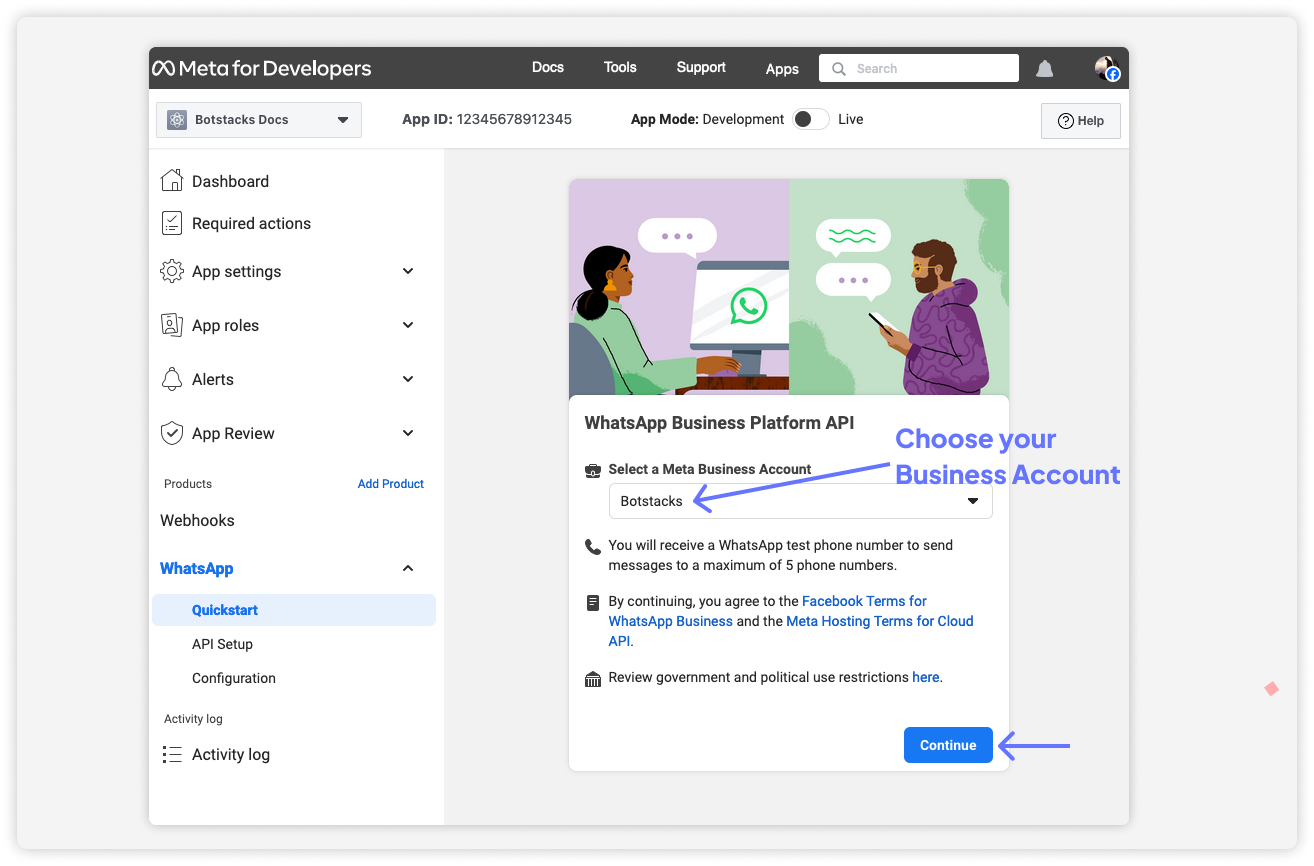 Meta for Developers
Docs
Tools
Support
Apps
Search
Botstacks Docs
App ID: 12345678912345
App Mode: Development
Live
Help
Dashboard
Required actions
App settings
App roles
Alerts
App Review
Products
Add Product
Webhooks
WhatsApp
Quickstart
API Setup
Configuration
Activity log
Activity log
WhatsApp Business Platform API
Choose your
Business Account
Select a Meta Business Account
Botstacks
You will receive a WhatsApp test phone number to send
messages to a maximum of 5 phone numbers.
By continuing, you agree to the Facebook Terms for
WhatsApp Business and the Meta Hosting Terms for Cloud
API.
Review government and political use restrictions here.
Continue